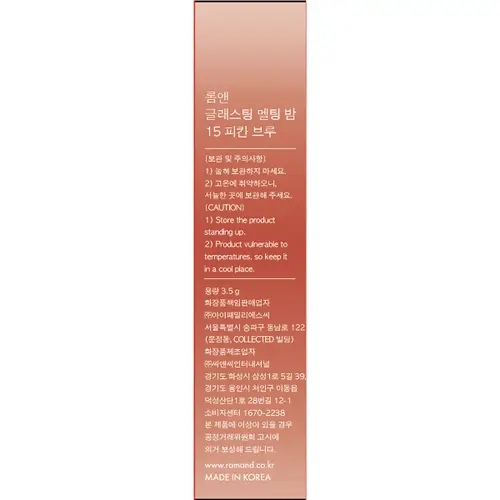 롬앤
글래스팅 멜팅 밤
15 피칸 브루
(보관 및 주의사항)
1) 눕혀 보관하지 마세요.
2) 고온에 취약하오니,
서늘한 곳에 보관해 주세요.
(CAUTION)
1) Store the product
standing up.
2) Product vulnerable to
temperatures, so keep it
in a cool place.
용량 3.5 g
화장품책임판매업자
㈜아이패밀리에스씨
서울특별시 송파구 동남로 122
(문정동, COLLECTED 빌딩)
화장품제조업자
㈜씨앤씨인터내셔널
경기도 화성시 삼성1로 5길 39,
경기도 용인시 처인구 이동읍
덕성산단1로 28번길 12-1
소비자센터 1670-2238
본 제품에 이상이 있을 경우
공정거래위원회 고시에
의거 보상해 드립니다.
www.romand.co.kr
MADE IN KOREA